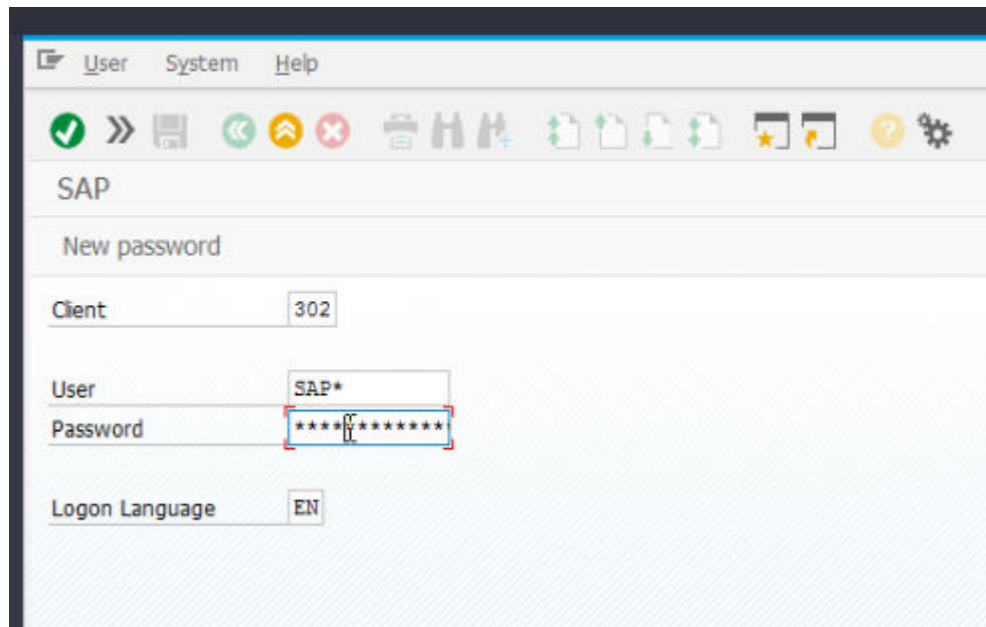 User System Help
SAP
New password
Client 302
User SAP*
Password ************
Logon Language EN